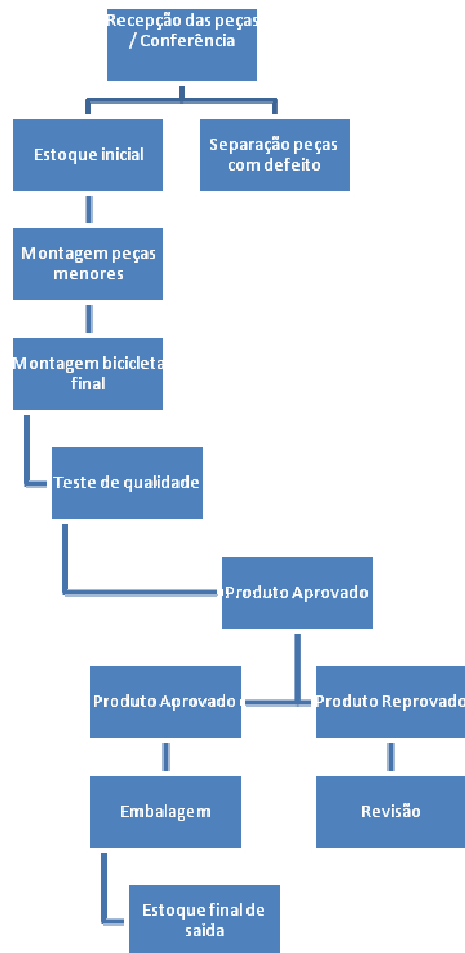 Recepção das peças
/ Conferência
Estoque inicial
Separação peças
com defeito
Montagem peças
menores
Montagem bicicleta
final
Teste de qualidade
Produto Aprovado
Produto Aprovado
Produto Reprovado
Embalagem
Revisão
Estoque final de
saida